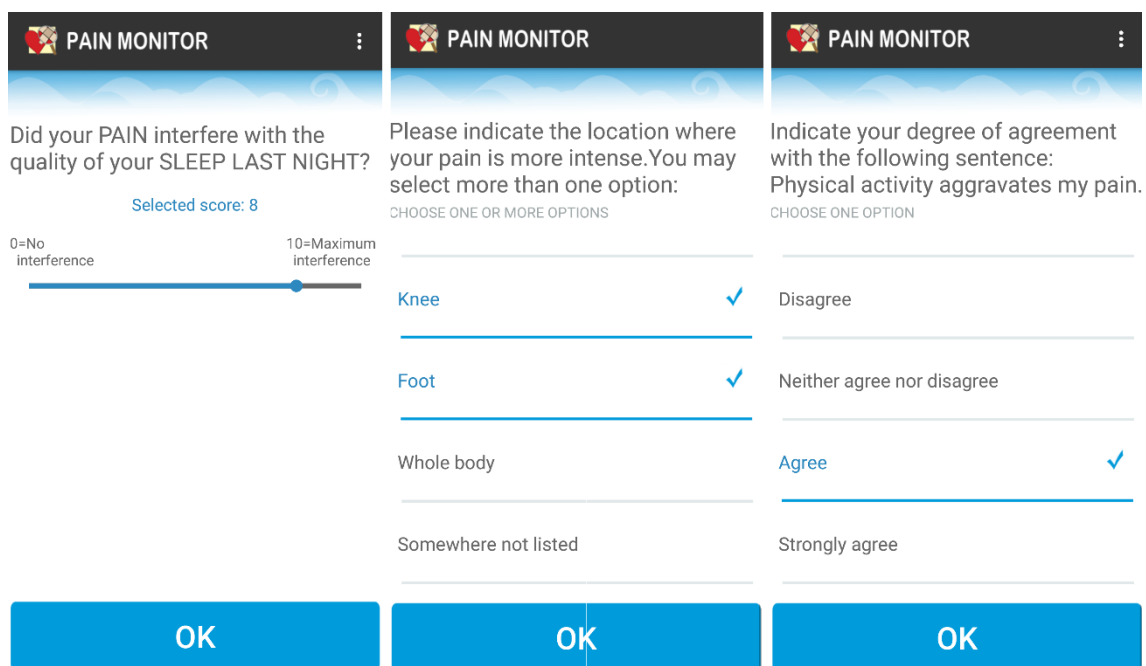 PAIN MONITOR
Did your PAIN interfere with the
quality of your SLEEP LAST NIGHT?
Selected score: 8
0=No
interference
10=Maximum
interference
OK
PAIN MONITOR
Please indicate the location where
your pain is more intense.You may
select more than one option:
CHOOSE ONE OR MORE OPTIONS
Knee
Foot
Whole body
Somewhere not listed
OK
PAIN MONITOR
Indicate your degree of agreement
with the following sentence:
Physical activity aggravates my pain.
CHOOSE ONE OPTION
Disagree
Neither agree nor disagree
Agree
Strongly agree
OK